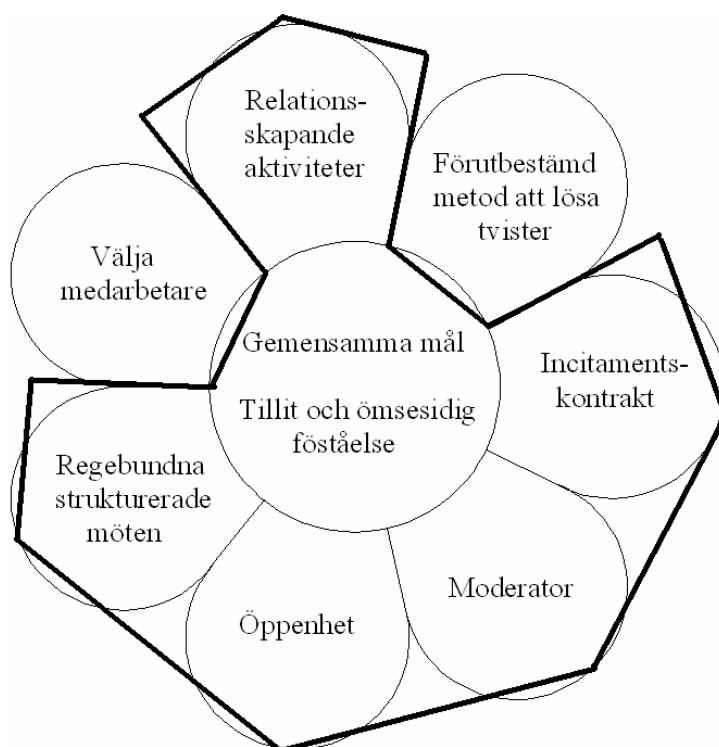 Relations-
skapande
aktiviteter
Förutbestämd
metod att lösa
tvister
Välja
medarbetare
Gemensamma mål
Tillit och ömsesidig
föståelse
Incitaments-
kontrakt
Regebundna
strukturerade
möten
Moderator
Öppenhet